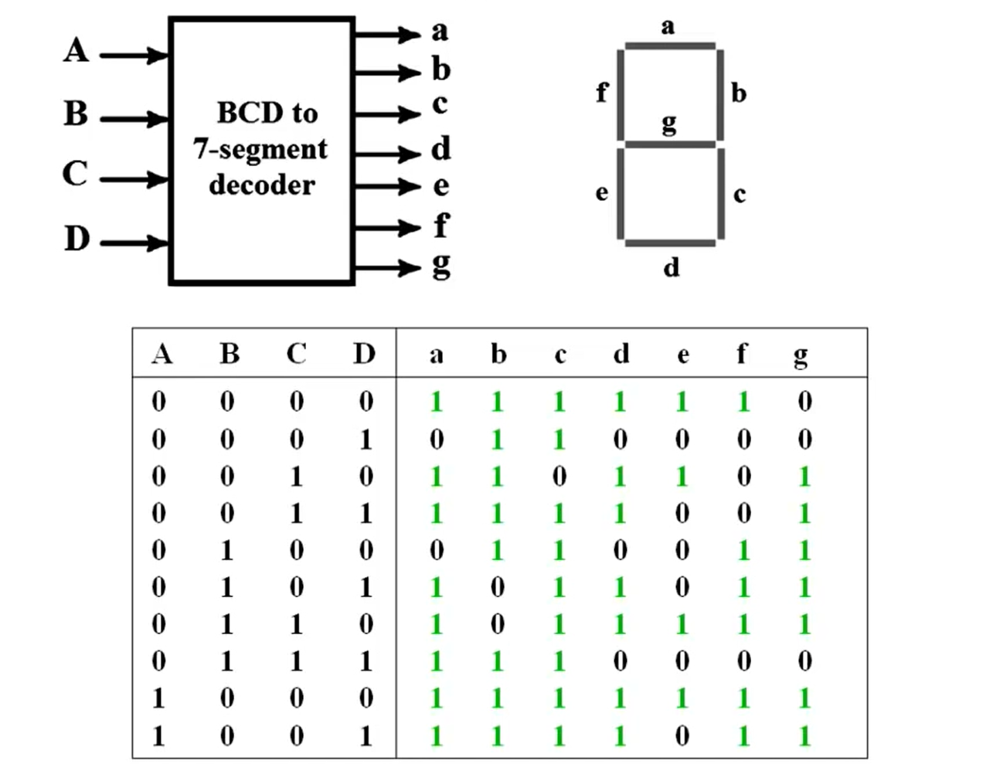 A
B
C
D
BCD to
7-segment
decoder
a
b
c
d
e
f
g
a
f
b
g
e
c
d
A B C D a b c d e f g
0 0 0 0 1 1 1 1 1 1 0
0 0 0 1 0 1 1 0 0 0 0
0 0 1 0 1 1 0 1 1 0 1
0 0 1 1 1 1 1 1 0 0 1
0 1 0 0 0 1 1 0 0 1 1
0 1 0 1 1 0 1 1 0 1 1
0 1 1 0 1 0 1 1 1 1 1
0 1 1 1 1 1 1 0 0 0 0
1 0 0 0 1 1 1 1 1 1 1
1 0 0 1 1 1 1 1 0 1 1